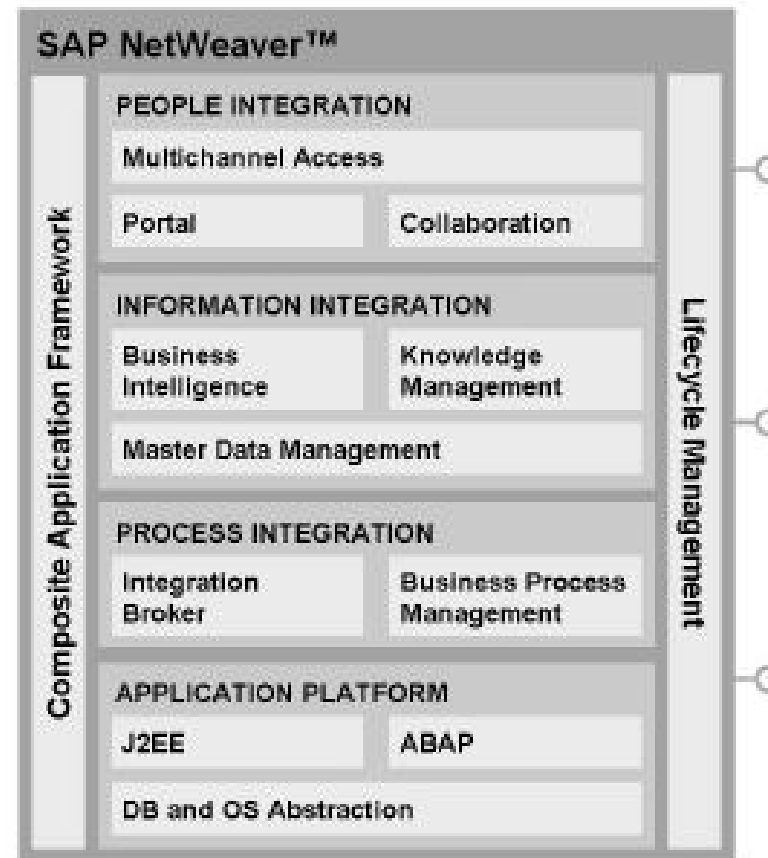 SAP NetWeaver™
Composite Application Framework
PEOPLE INTEGRATION
Multichannel Access
Portal
Collaboration
INFORMATION INTEGRATION
Business
Intelligence
Knowledge
Management
Master Data Management
PROCESS INTEGRATION
Integration
Broker
Business Process
Management
APPLICATION PLATFORM
J2EE
ABAP
DB and OS Abstraction
Lifecycle Management